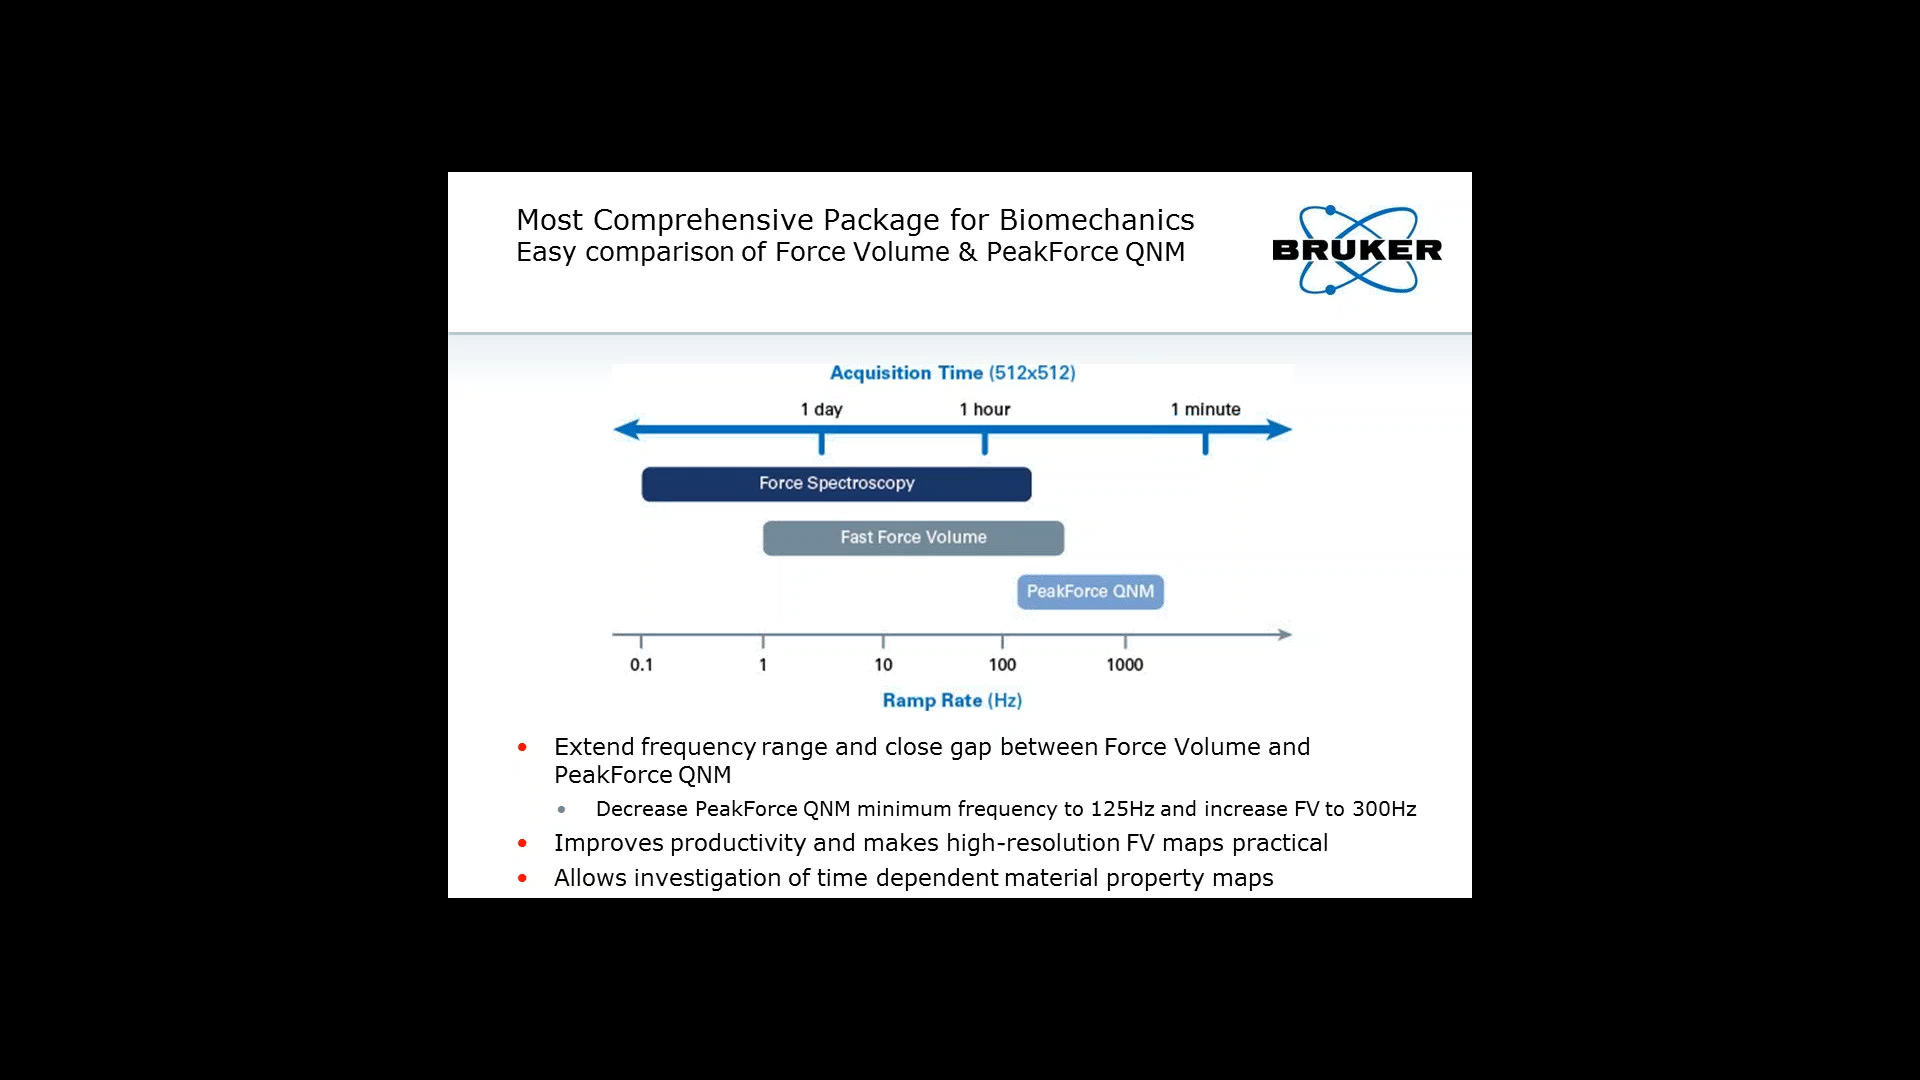 Most Comprehensive Package for Biomechanics
Easy comparison of Force Volume & PeakForce QNM
BRUKER
Acquisition Time (512x512)
1 day 1 hour 1 minute
Force Spectroscopy
Fast Force Volume
PeakForce QNM
0.1 1 10 100 1000
Ramp Rate (Hz)
• Extend frequency range and close gap between Force Volume and
PeakForce QNM
• Decrease PeakForce QNM minimum frequency to 125Hz and increase FV to 300Hz
• Improves productivity and makes high-resolution FV maps practical
• Allows investigation of time dependent material property maps